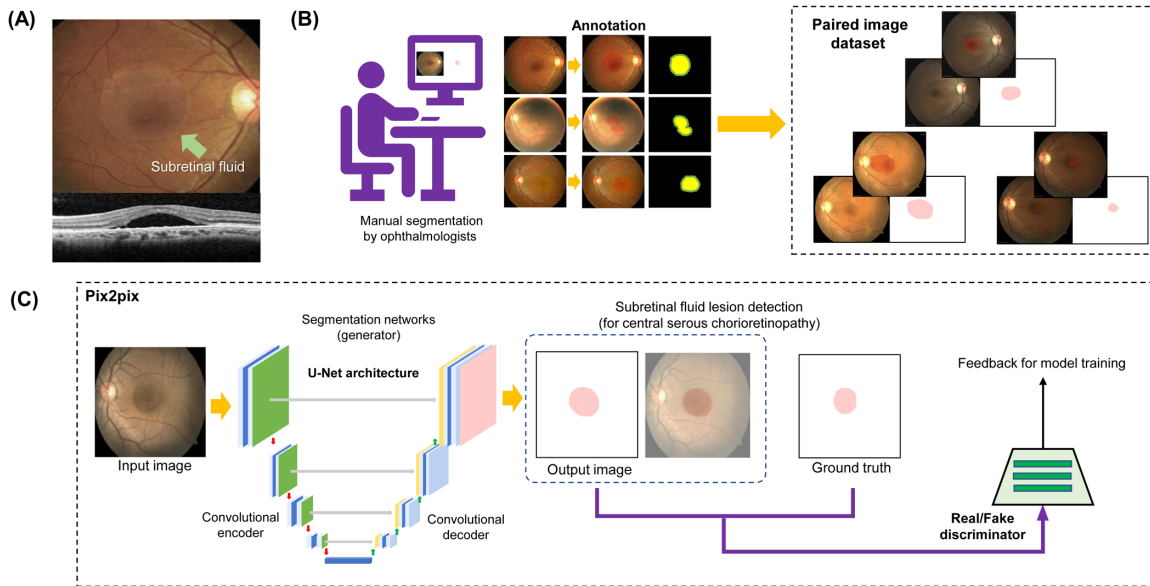 (A)
Subretinal fluid
(B)
Annotation
Manual segmentation
by ophthalmologists
Paired image
dataset
(C)
Pix2pix
Segmentation networks
(generator)
U-Net architecture
Input image
Convolutional
encoder
Convolutional
decoder
Subretinal fluid lesion detection
(for central serous chorioretinopathy)
Output image
Ground truth
Feedback for model training
Real/Fake
discriminator